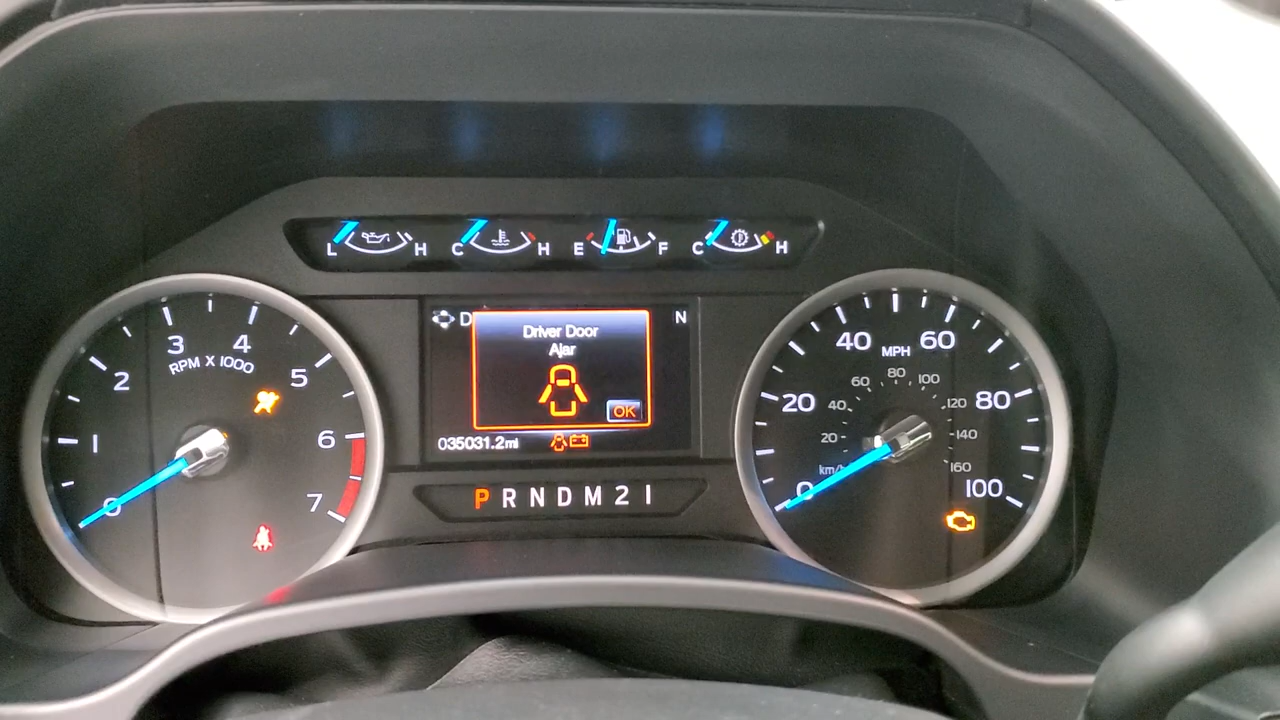 L H C H E F C H
D
N
Driver Door
Ajar
OK
035031.2mi
P R N D M 2 1
0 1 2 3 4 5 6 7
RPM X 1000
0 20 40 60 80 100
MPH
20 40 60 80 100 120 140 160